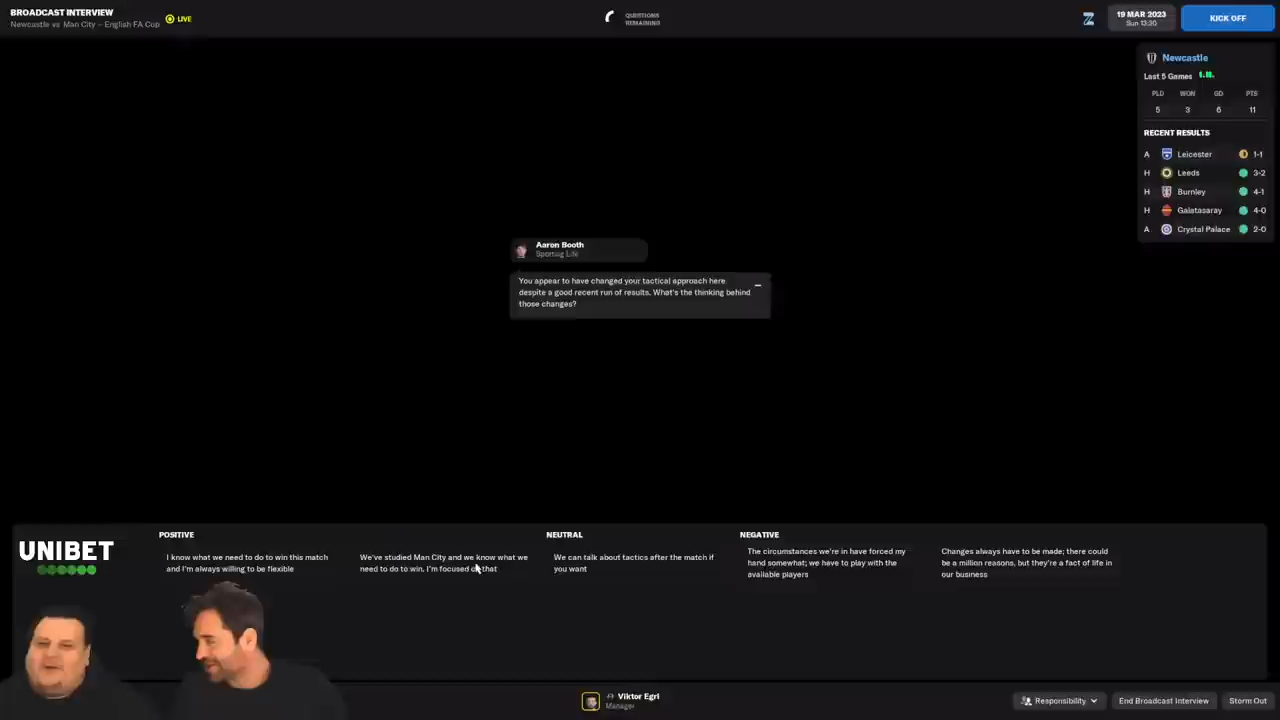 BROADCAST INTERVIEW
Newcastle vs Man City - English FA Cup
LIVE
QUESTIONS
REMAINING
19 MAR 2023
Sun 13:30
KICK OFF
Newcastle
Last 5 Games
PLD WON GD PTS
5 3 6 11
RECENT RESULTS
A Leicester 1-1
H Leeds 3-2
H Burnley 4-1
H Galatasaray 4-0
A Crystal Palace 2-0
Aaron Booth
Sporting Life
You appear to have changed your tactical approach here
despite a good recent run of results. What's the thinking behind
those changes?
UNIBET
POSITIVE
I know what we need to do to win this match
and I'm always willing to be flexible
We've studied Man City and we know what we
need to do to win. I'm focused on that
NEUTRAL
We can talk about tactics after the match if
you want
NEGATIVE
The circumstances we're in have forced my
hand somewhat; we have to play with the
available players
Changes always have to be made; there could
be a million reasons, but they're a fact of life in
our business
Viktor Egri
Manager
Responsibility
End Broadcast Interview
Storm Out